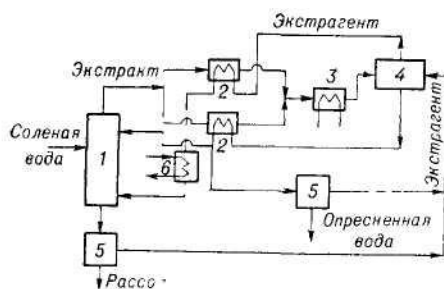 Экстрагент
Экстракт
2
3
4
Соленая
вода
1
2
6
5
Экстрагент
Опресненная
вода
5
Рассо